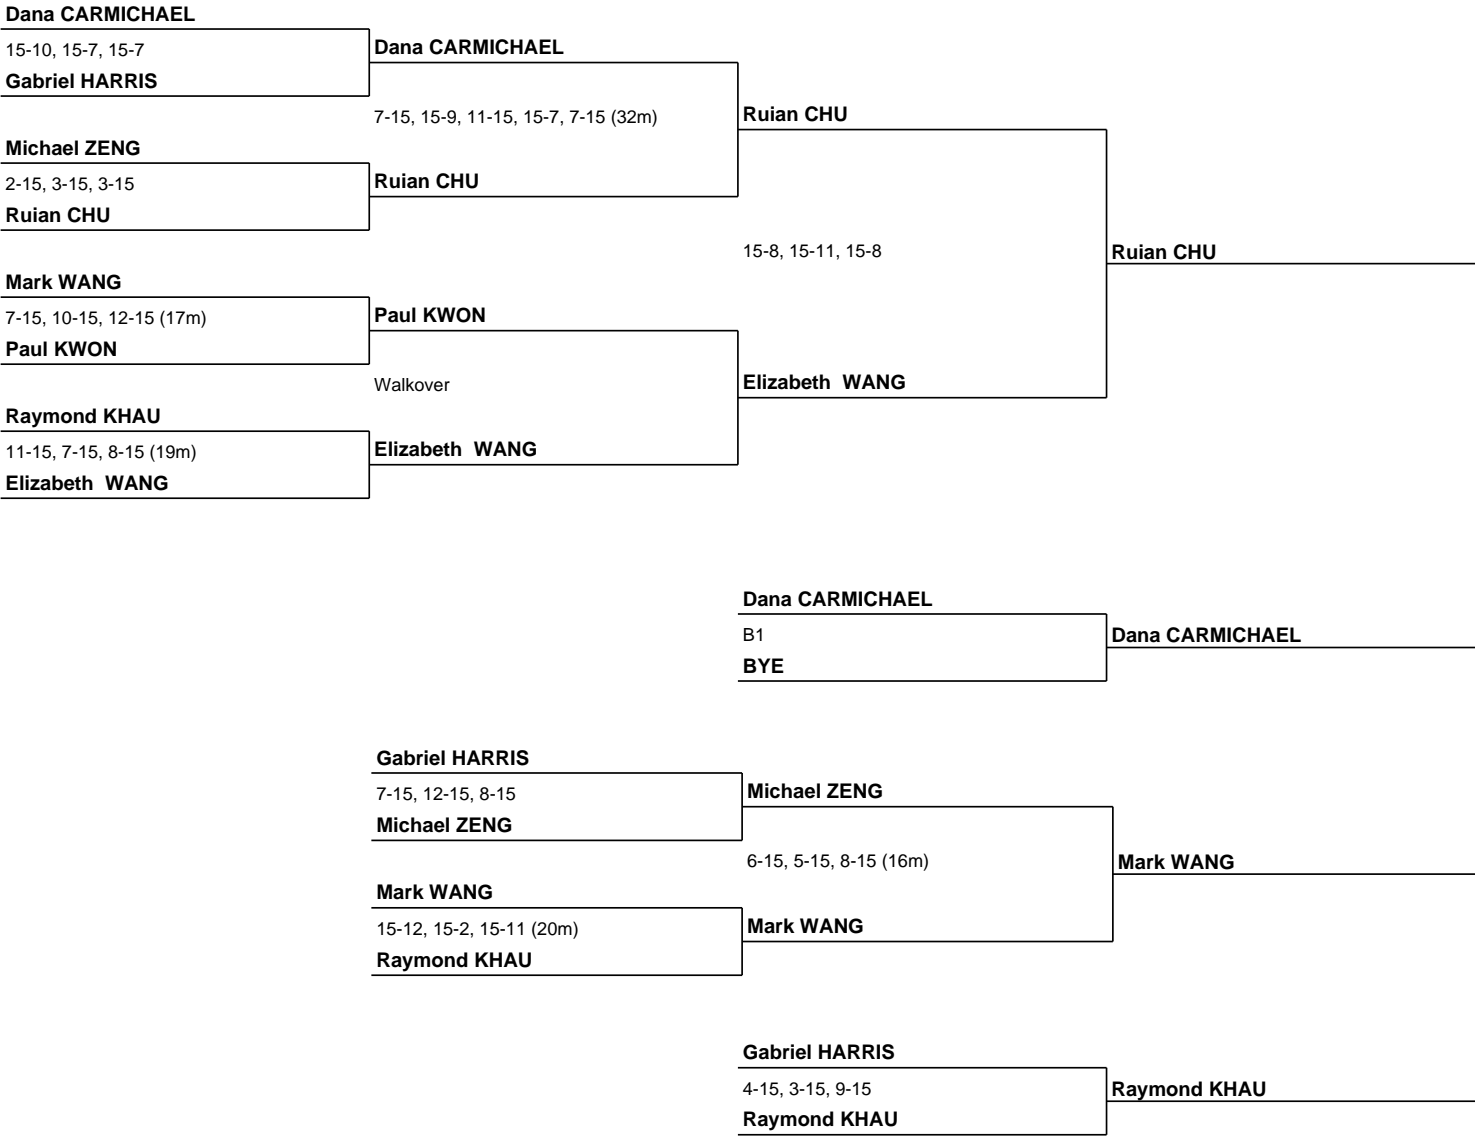 Dana CARMICHAEL
15-10, 15-7, 15-7
Gabriel HARRIS
Dana CARMICHAEL
7-15, 15-9, 11-15, 15-7, 7-15 (32m)
Michael ZENG
2-15, 3-15, 3-15
Ruian CHU
Ruian CHU
Ruian CHU
15-8, 15-11, 15-8
Ruian CHU
Mark WANG
7-15, 10-15, 12-15 (17m)
Paul KWON
Paul KWON
Walkover
Elizabeth  WANG
Raymond KHAU
11-15, 7-15, 8-15 (19m)
Elizabeth  WANG
Elizabeth  WANG
Dana CARMICHAEL
B1
BYE
Dana CARMICHAEL
Gabriel HARRIS
7-15, 12-15, 8-15
Michael ZENG
Michael ZENG
6-15, 5-15, 8-15 (16m)
Mark WANG
Mark WANG
15-12, 15-2, 15-11 (20m)
Raymond KHAU
Mark WANG
Gabriel HARRIS
4-15, 3-15, 9-15
Raymond KHAU
Raymond KHAU